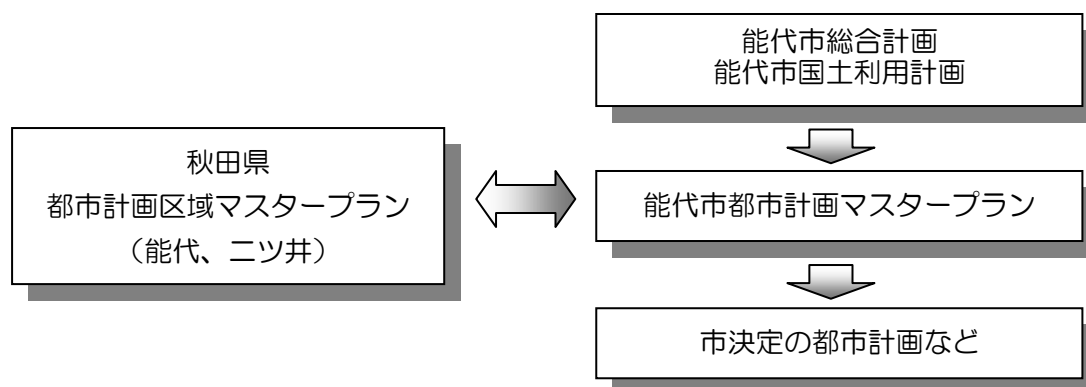 能代市総合計画
能代市国土利用計画
秋田県
都市計画区域マスタープラン
（能代、二ツ井）
能代市都市計画マスタープラン
市決定の都市計画など